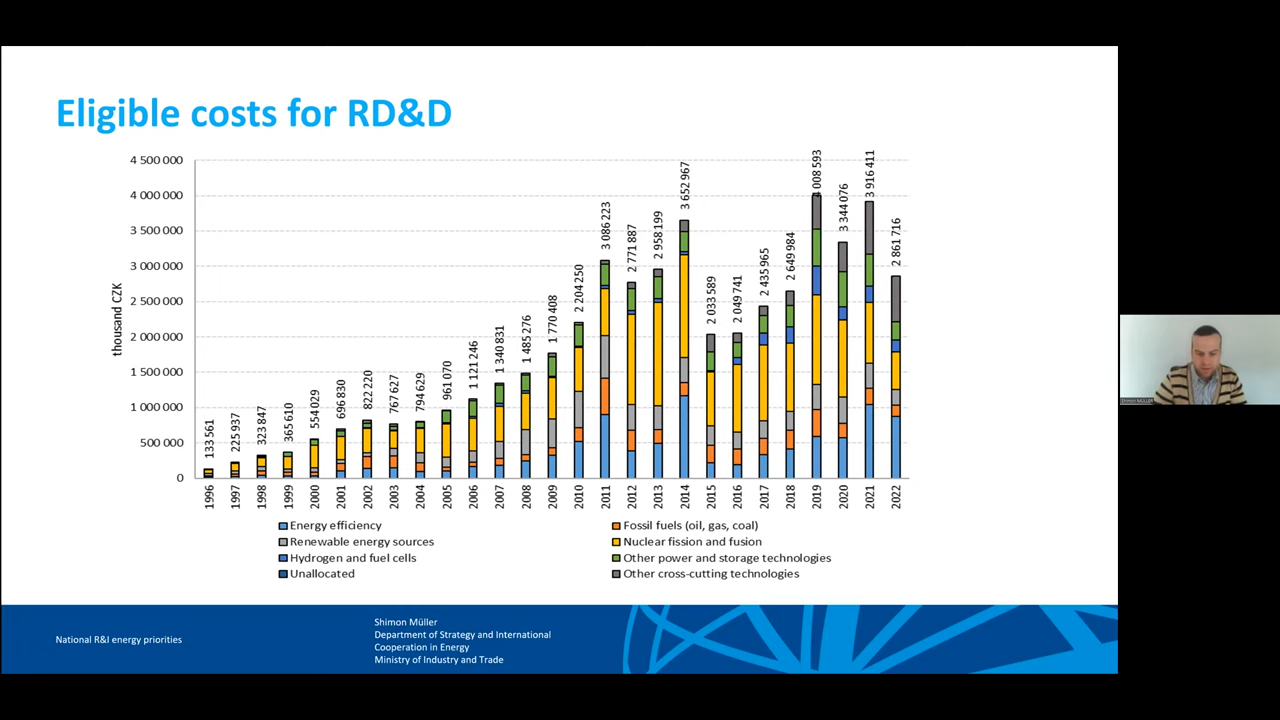 Eligible costs for RD&D
thousand CZK
4 500 000
4 000 000
3 500 000
3 000 000
2 500 000
2 000 000
1 500 000
1 000 000
500 000
0
133 561
225 937
323 847
365 610
554 029
696 830
822 220
767 627
794 629
961 070
1 121 246
1 340 831
1 485 276
1 770 408
2 204 250
3 086 223
2 771 887
2 958 199
3 652 967
2 033 589
2 049 741
2 435 965
2 649 984
4 008 593
3 344 076
3 916 411
2 861 716
1996 1997 1998 1999 2000 2001 2002 2003 2004 2005 2006 2007 2008 2009 2010 2011 2012 2013 2014 2015 2016 2017 2018 2019 2020 2021 2022
Energy efficiency
Fossil fuels (oil, gas, coal)
Renewable energy sources
Nuclear fission and fusion
Hydrogen and fuel cells
Other power and storage technologies
Unallocated
Other cross-cutting technologies
National R&I energy priorities
Shimon Müller
Department of Strategy and International
Cooperation in Energy
Ministry of Industry and Trade
Shimon MÜLLER